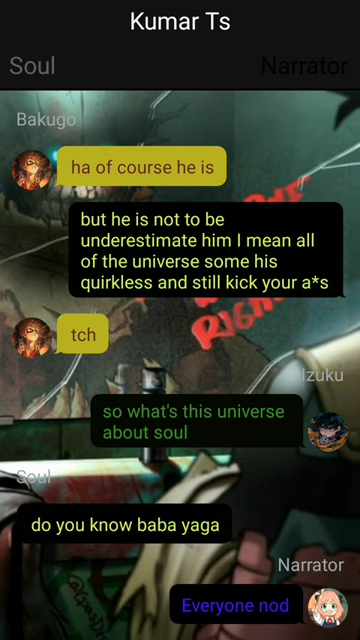 Kumar Ts
Soul
Narrator
Bakugo
ha of course he is
but he is not to be
underestimate him I mean all
of the universe some his
quirkless and still kick your a*s
tch
Izuku
so what's this universe
about soul
Soul
do you know baba yaga
Narrator
Everyone nod